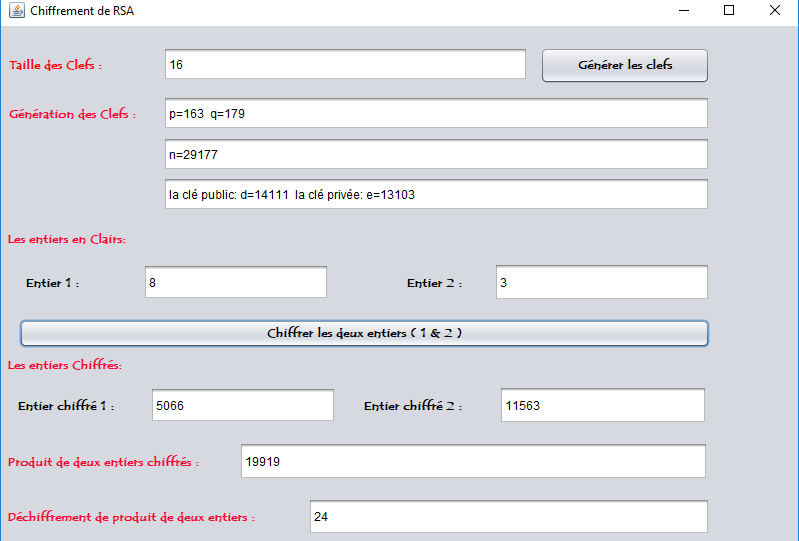 Chiffrement de RSA
Taille des Clefs : 16 Générer les clefs
Génération des Clefs : p=163 q=179
n=29177
la clé public: d=14111 la clé privée: e=13103
Les entiers en Clairs:
Entier 1 : 8 Entier 2 : 3
Chiffrer les deux entiers ( 1 & 2 )
Les entiers Chiffrés:
Entier chiffré 1 : 5066 Entier chiffré 2 : 11563
Produit de deux entiers chiffrés : 19919
Déchiffrement de produit de deux entiers : 24